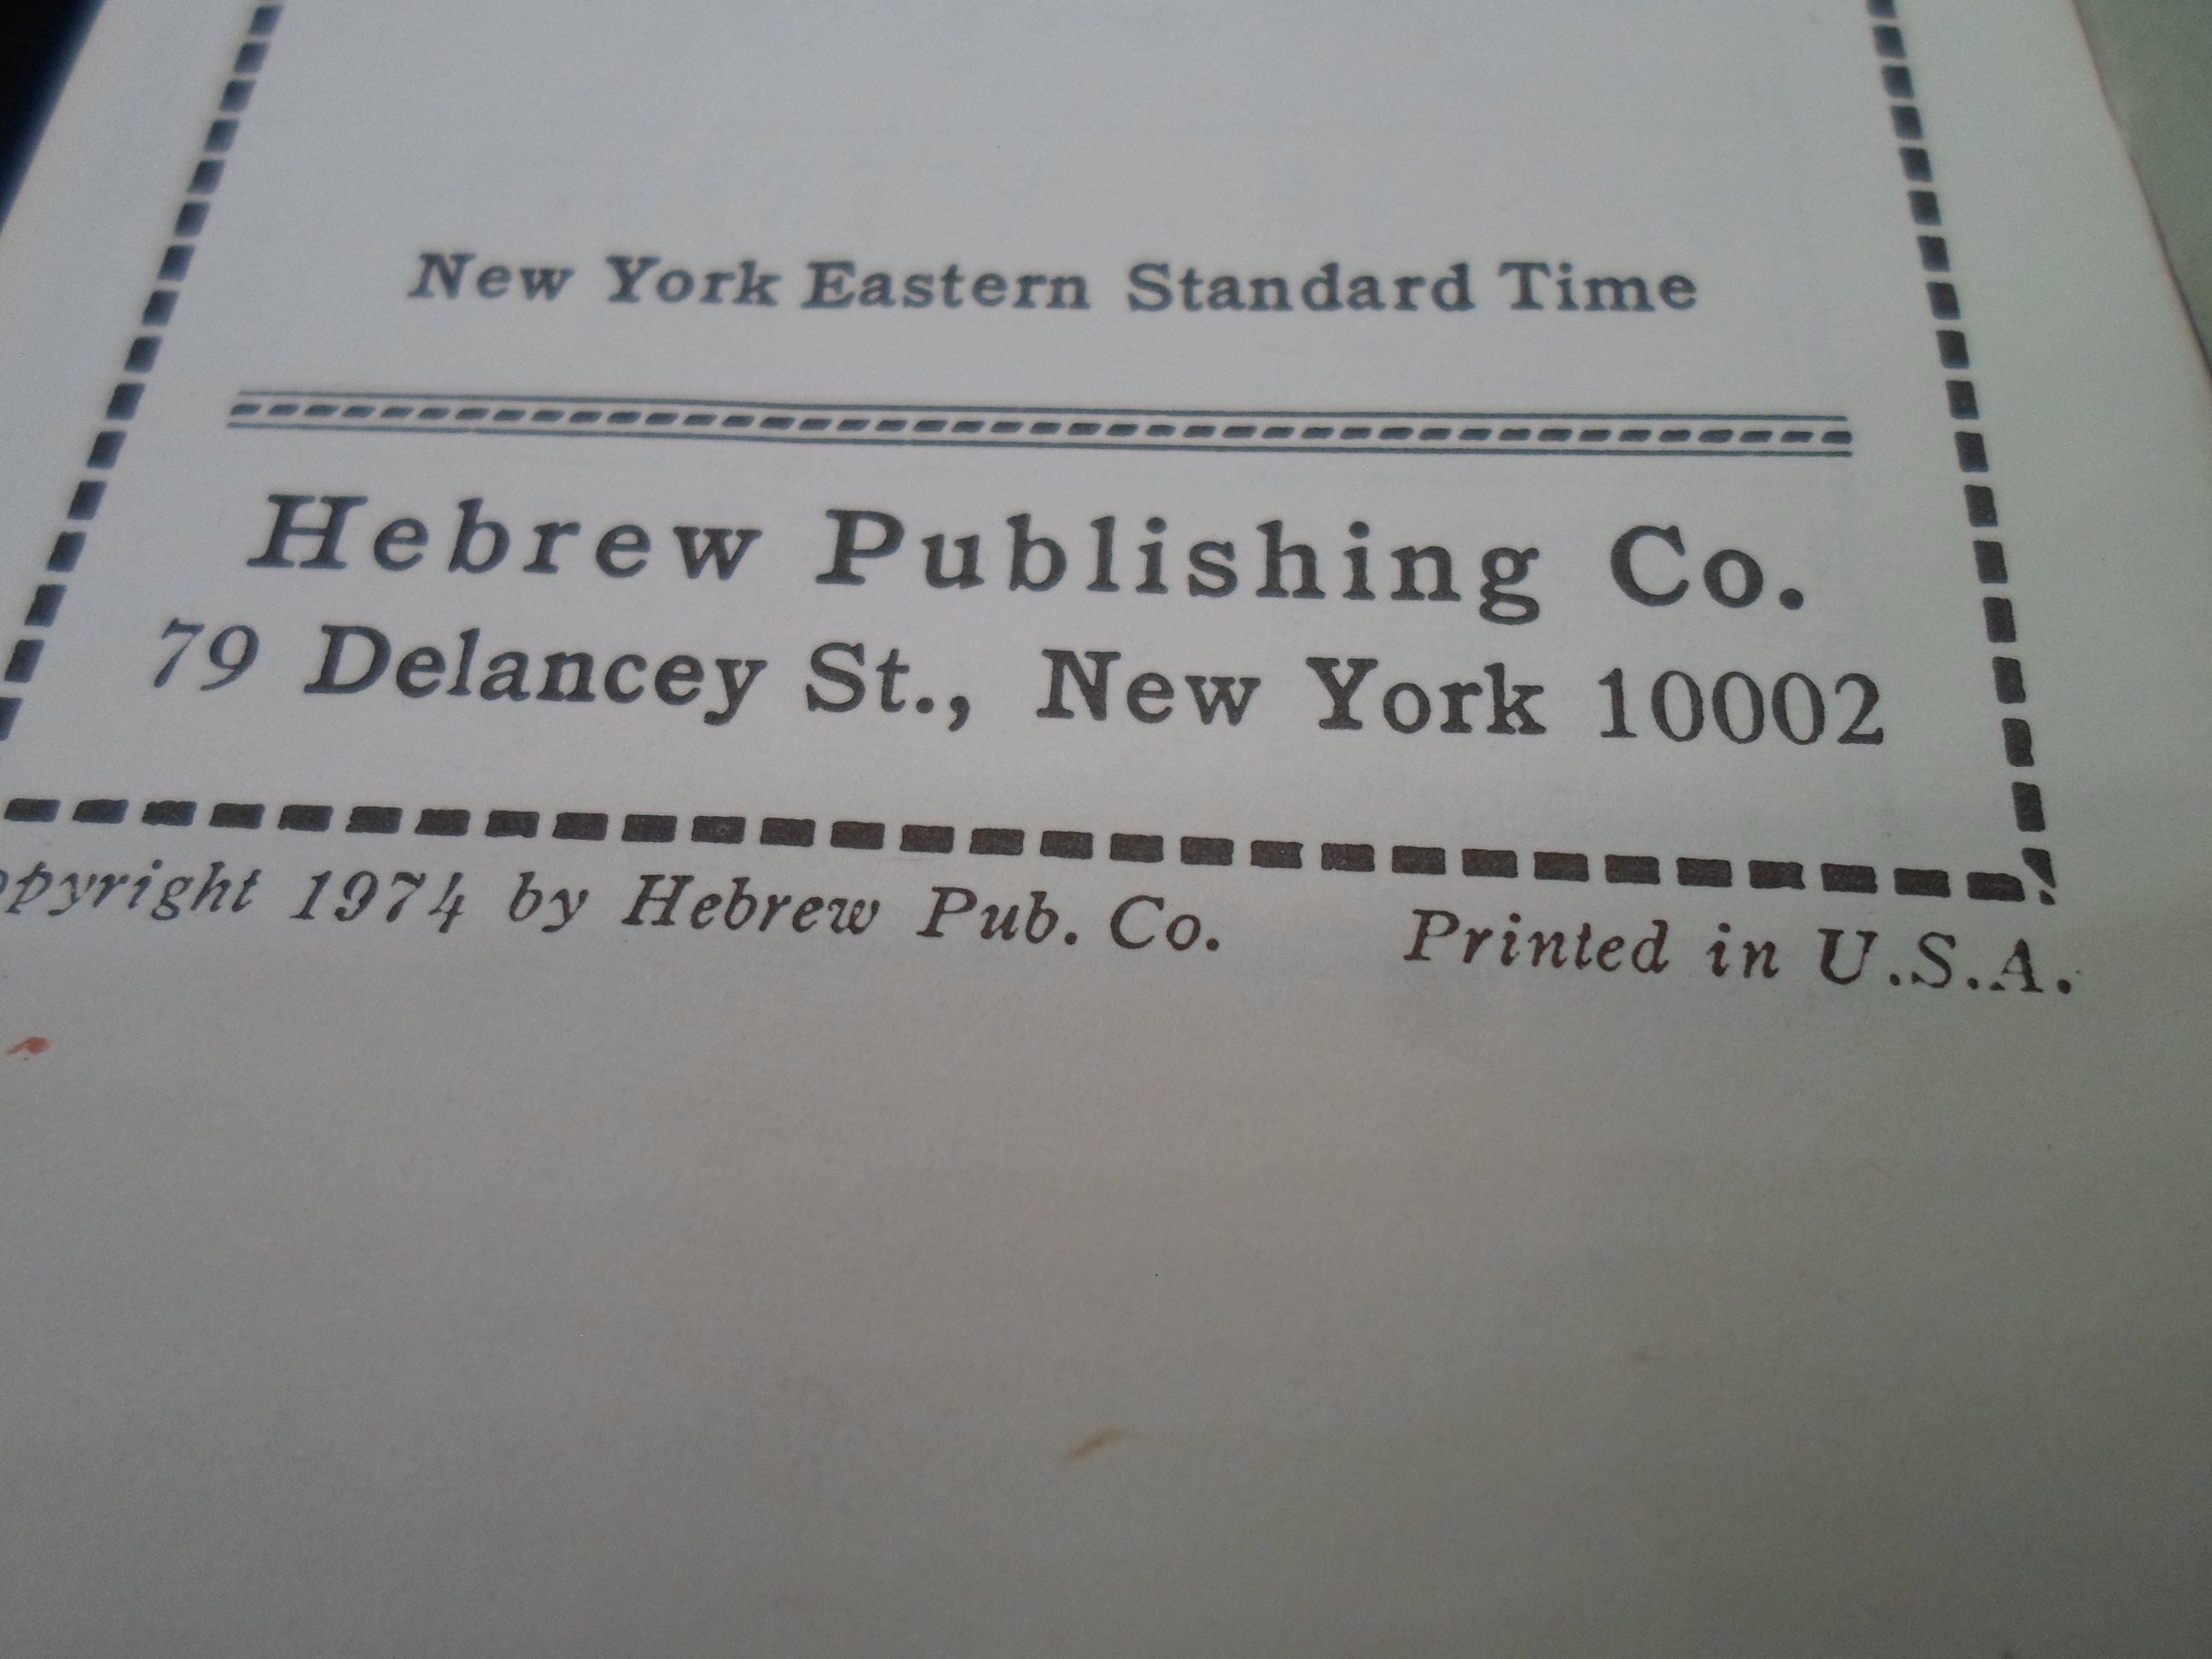 New York Eastern Standard Time
Hebrew Publishing Co.
79 Delancey St., New York 10002
opyright 1974 by Hebrew Pub. Co. Printed in U.S.A.